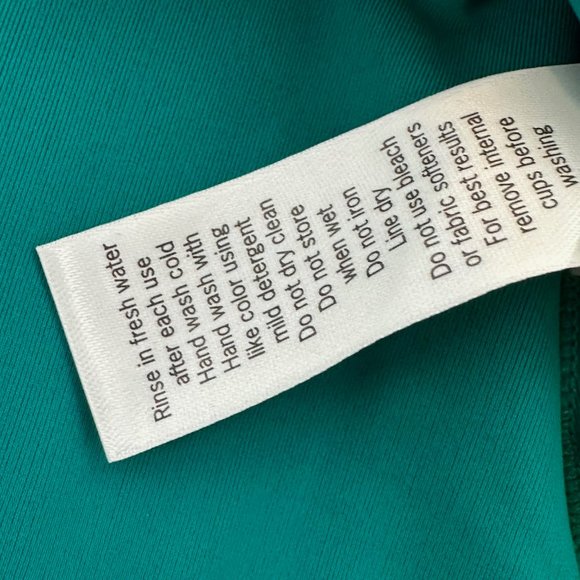 Rinse in fresh water
after each use
Hand wash cold
Hand wash with
like color using
mild detergent
Do not dry clean
Do not store
when wet
Do not iron
Line dry
Do not use bleach
or fabric softeners
For best results
remove internal
cups before
washing